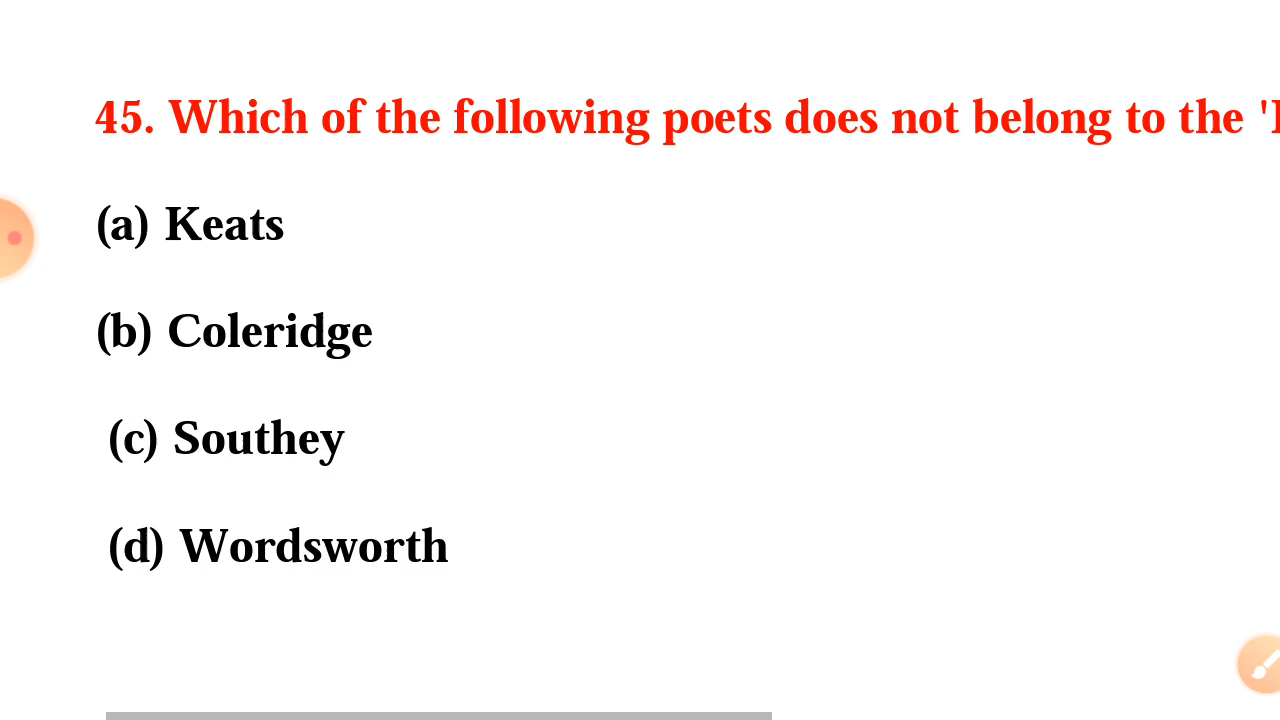 45. Which of the following poets does not belong to the '
(a) Keats
(b) Coleridge
(c) Southey
(d) Wordsworth